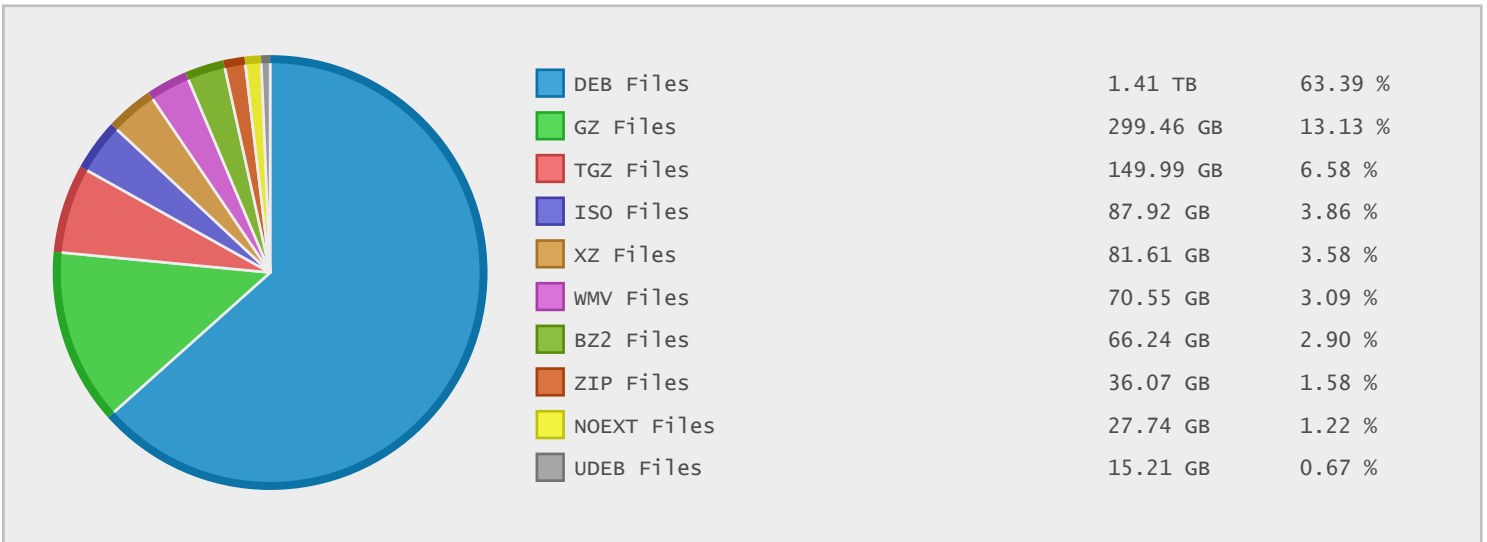 DEB Files 1.41 TB 63.39 %
GZ Files 299.46 GB 13.13 %
TGZ Files 149.99 GB 6.58 %
ISO Files 87.92 GB 3.86 %
XZ Files 81.61 GB 3.58 %
WMV Files 70.55 GB 3.09 %
BZ2 Files 66.24 GB 2.90 %
ZIP Files 36.07 GB 1.58 %
NOEXT Files 27.74 GB 1.22 %
UDEB Files 15.21 GB 0.67 %